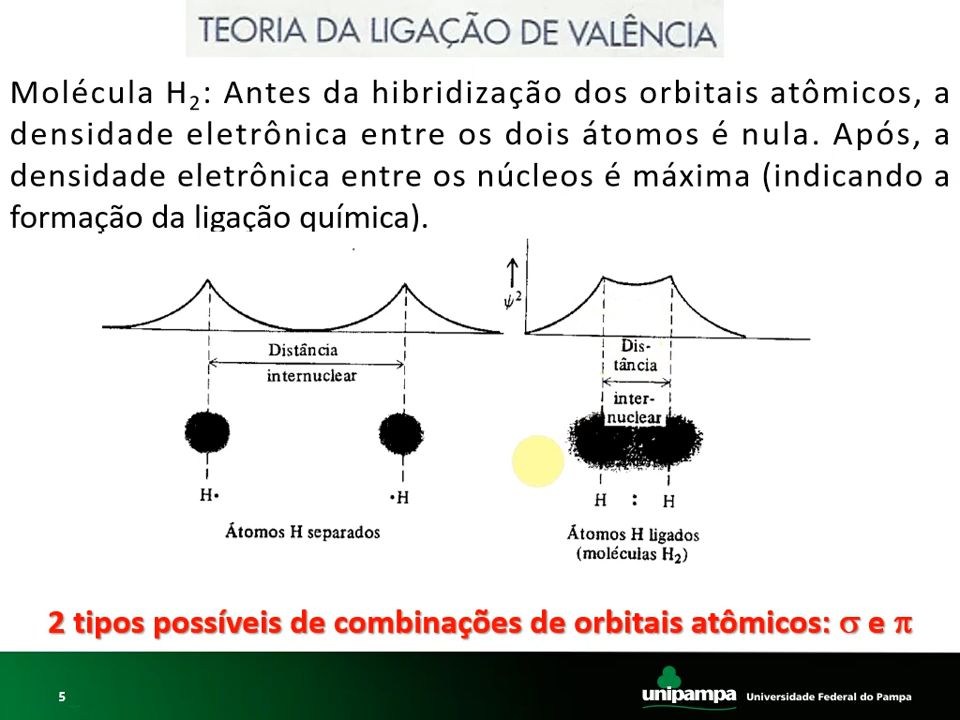 TEORIA DA LIGAÇÃO DE VALÊNCIA
Molécula H₂: Antes da hibridização dos orbitais atômicos, a
densidade eletrônica entre os dois átomos é nula. Após, a
densidade eletrônica entre os núcleos é máxima (indicando a
formação da ligação química).
Distância
internuclear
H•
•H
Átomos H separados
↑
ψ²
Dis-
tância
inter-
nuclear
H : H
Átomos H ligados
(moléculas H₂)
2 tipos possíveis de combinações de orbitais atômicos: σ e π
5
unipampa
Universidade Federal do Pampa